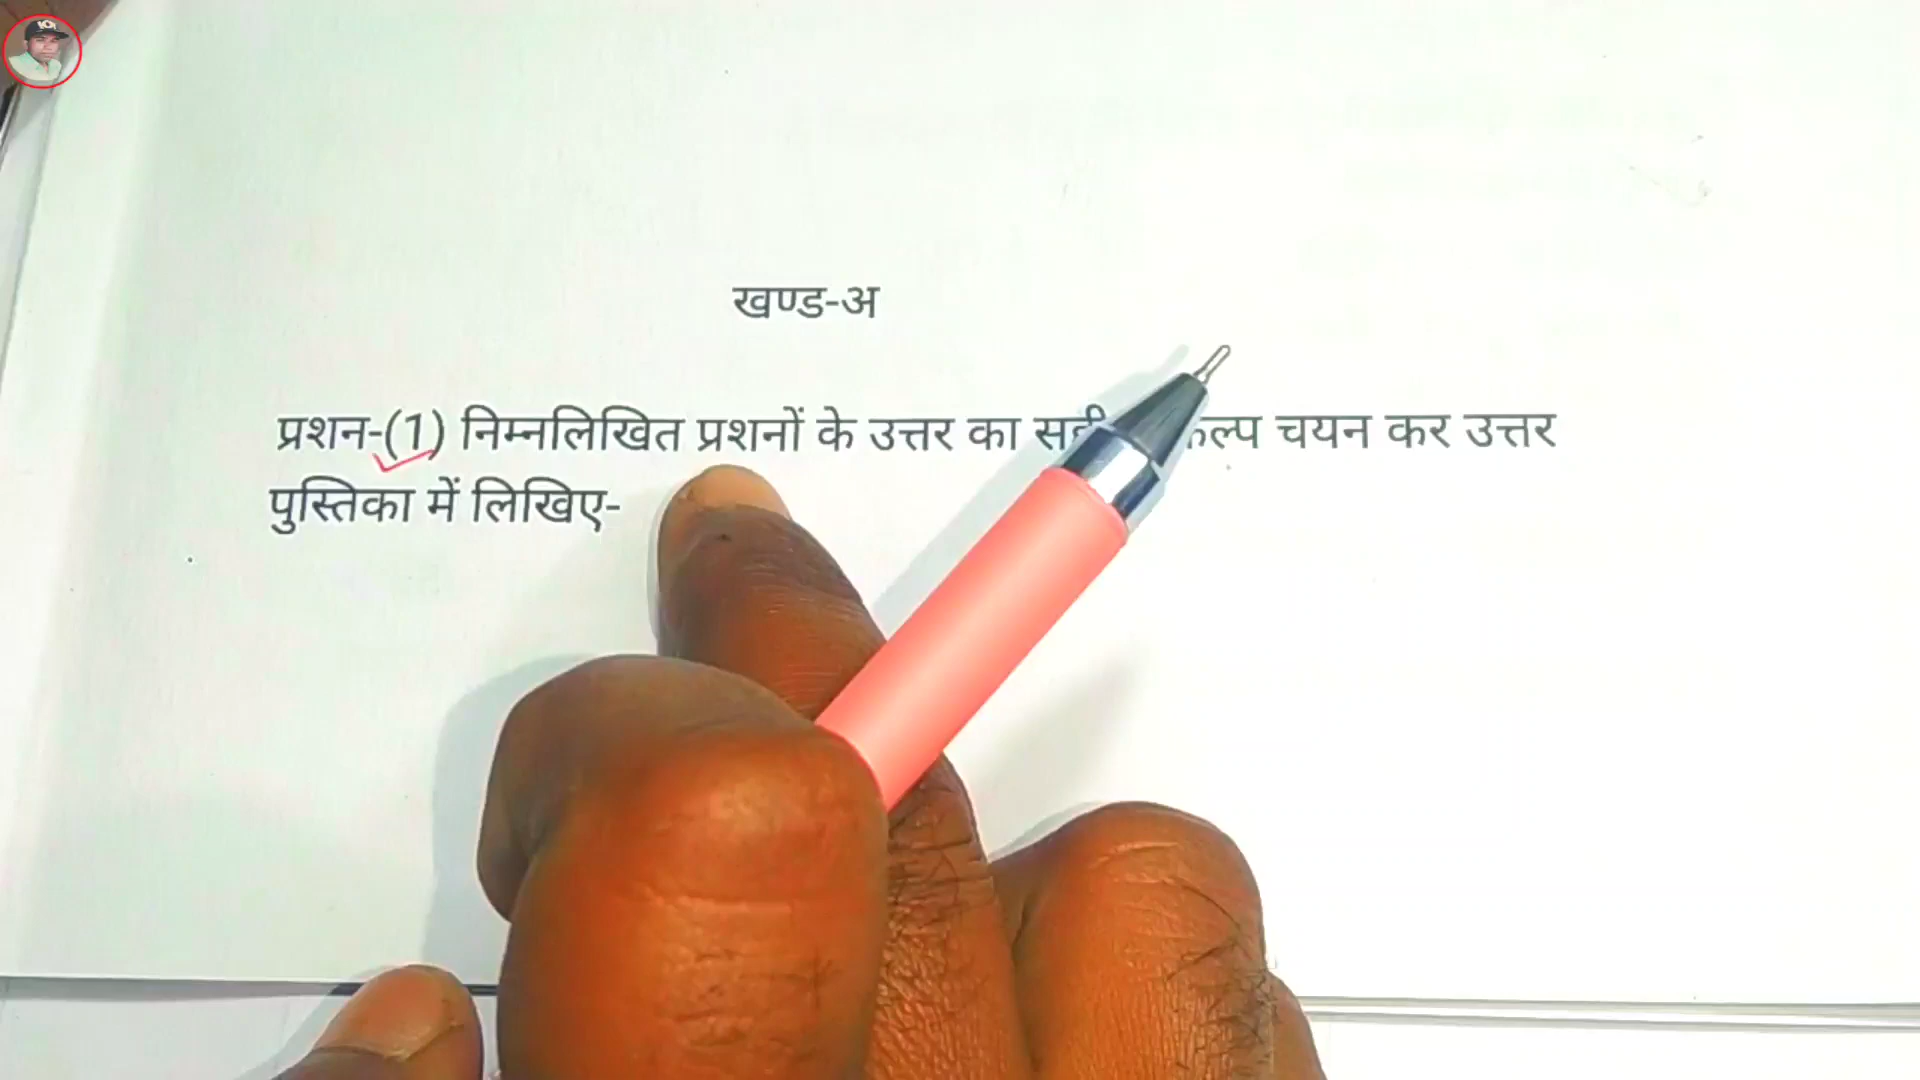 खण्ड-अ
प्रशन-(1) निम्नलिखित प्रशनों के उत्तर का चयन कर उत्तर
पुस्तिका में लिखिए-